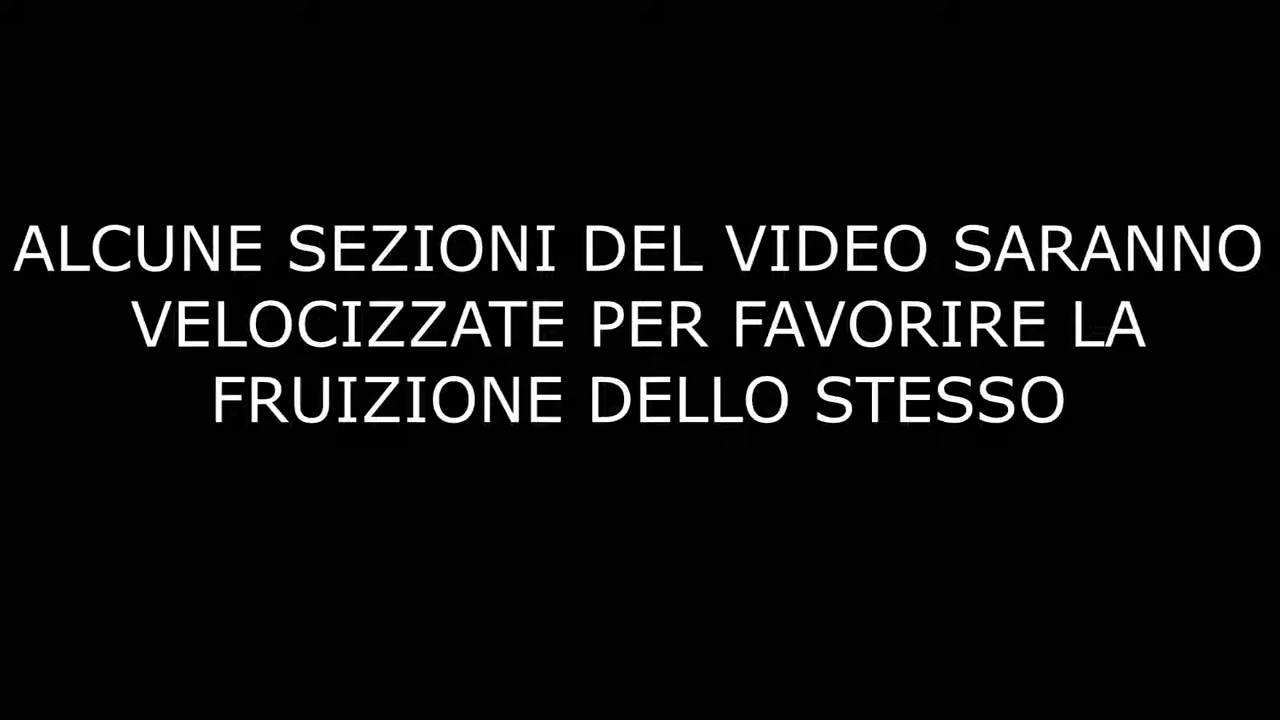 ALCUNE SEZIONI DEL VIDEO SARANNO
VELOCIZZATE PER FAVORIRE LA
FRUIZIONE DELLO STESSO